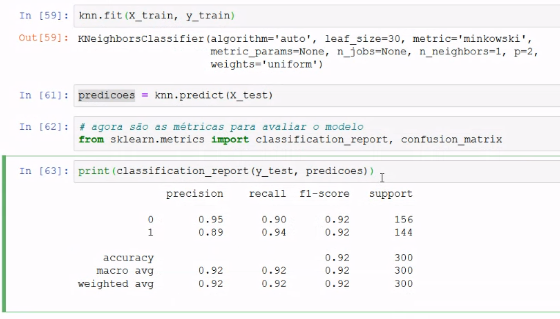 In [59]: knn.fit(X_train, y_train)
Out[59]: KNeighborsClassifier(algorithm='auto', leaf_size=30, metric='minkowski',
metric_params=None, n_jobs=None, n_neighbors=1, p=2,
weights='uniform')
In [61]: predicoes = knn.predict(X_test)
In [62]: # agora são as métricas para avaliar o modelo
from sklearn.metrics import classification_report, confusion_matrix
In [63]: print(classification_report(y_test, predicoes))
precision recall f1-score support
0 0.95 0.90 0.92 156
1 0.89 0.94 0.92 144
accuracy 0.92 300
macro avg 0.92 0.92 0.92 300
weighted avg 0.92 0.92 0.92 300